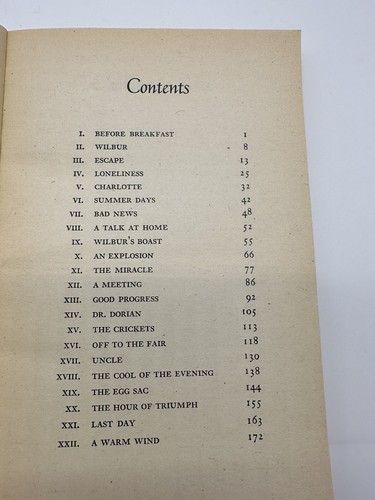 Contents
I. BEFORE BREAKFAST 1
II. WILBUR 8
III. ESCAPE 13
IV. LONELINESS 25
V. CHARLOTTE 32
VI. SUMMER DAYS 42
VII. BAD NEWS 48
VIII. A TALK AT HOME 52
IX. WILBUR'S BOAST 55
X. AN EXPLOSION 66
XI. THE MIRACLE 77
XII. A MEETING 86
XIII. GOOD PROGRESS 92
XIV. DR. DORIAN 105
XV. THE CRICKETS 113
XVI. OFF TO THE FAIR 118
XVII. UNCLE 130
XVIII. THE COOL OF THE EVENING 138
XIX. THE EGG SAC 144
XX. THE HOUR OF TRIUMPH 155
XXI. LAST DAY 163
XXII. A WARM WIND 172